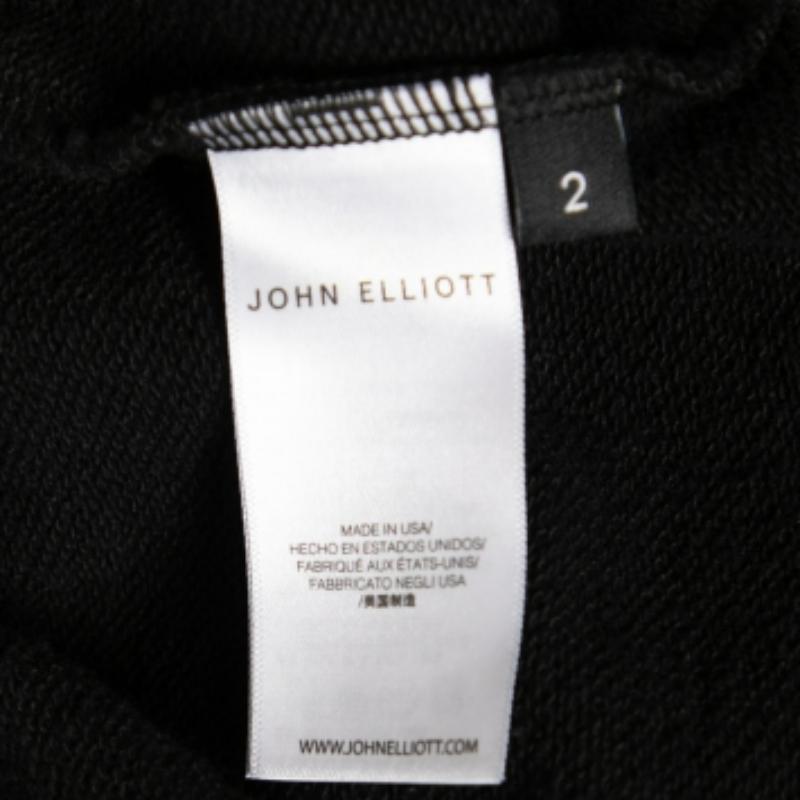 2
JOHN ELLIOTT
MADE IN USA/
HECHO EN ESTADOS UNIDOS/
FABRIQUÉ AUX ÉTATS-UNIS/
FABBRICATO NEGLI USA
/美国制造
WWW.JOHNELLIOTT.COM